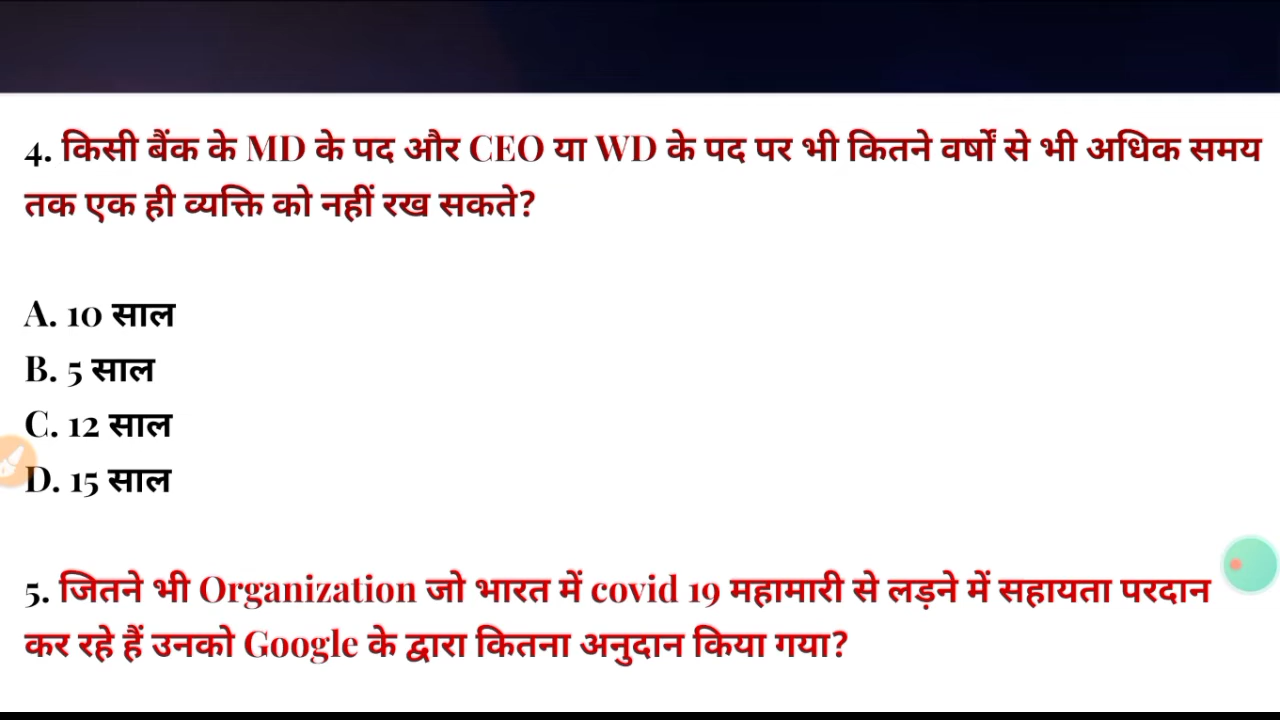 4. किसी बैंक के MD के पद और CEO या WD के पद पर भी कितने वर्षों से भी अधिक समय
तक एक ही व्यक्ति को नहीं रख सकते?
A. 10 साल
B. 5 साल
C. 12 साल
D. 15 साल
5. जितने भी Organization जो भारत में covid 19 महामारी से लड़ने में सहायता परदान
कर रहे हैं उनको Google के द्वारा कितना अनुदान किया गया?